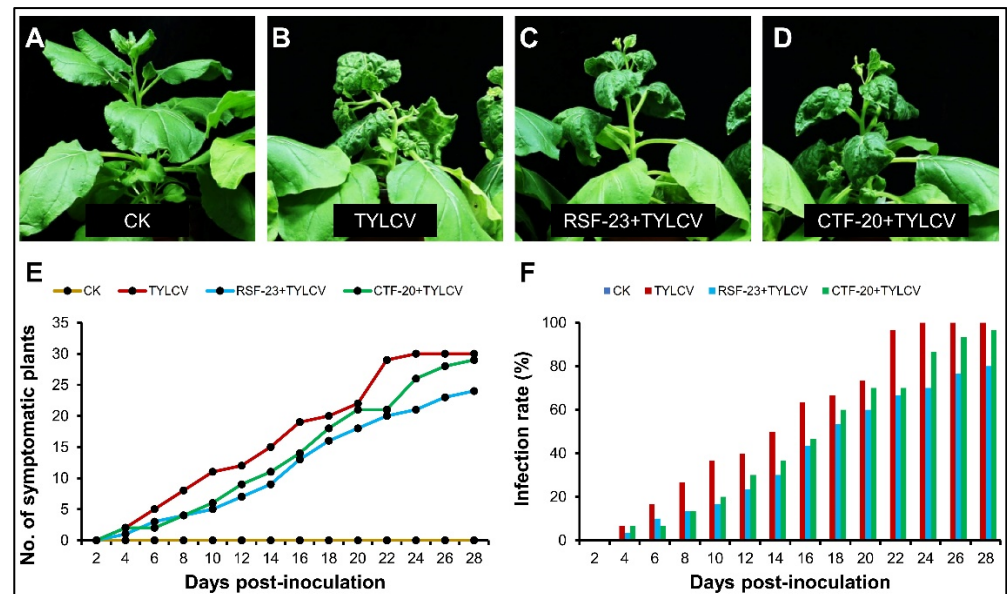 A
B
C
D
CK
TYLCV
RSF-23+TYLCV
CTF-20+TYLCV
E
CK TYLCV RSF-23+TYLCV CTF-20+TYLCV
No. of symptomatic plants
35
30
25
20
15
10
5
0
2 4 6 8 10 12 14 16 18 20 22 24 26 28
Days post-inoculation
F
CK TYLCV RSF-23+TYLCV CTF-20+TYLCV
Infection rate (%)
100
80
60
40
20
0
2 4 6 8 10 12 14 16 18 20 22 24 26 28
Days post-inoculation